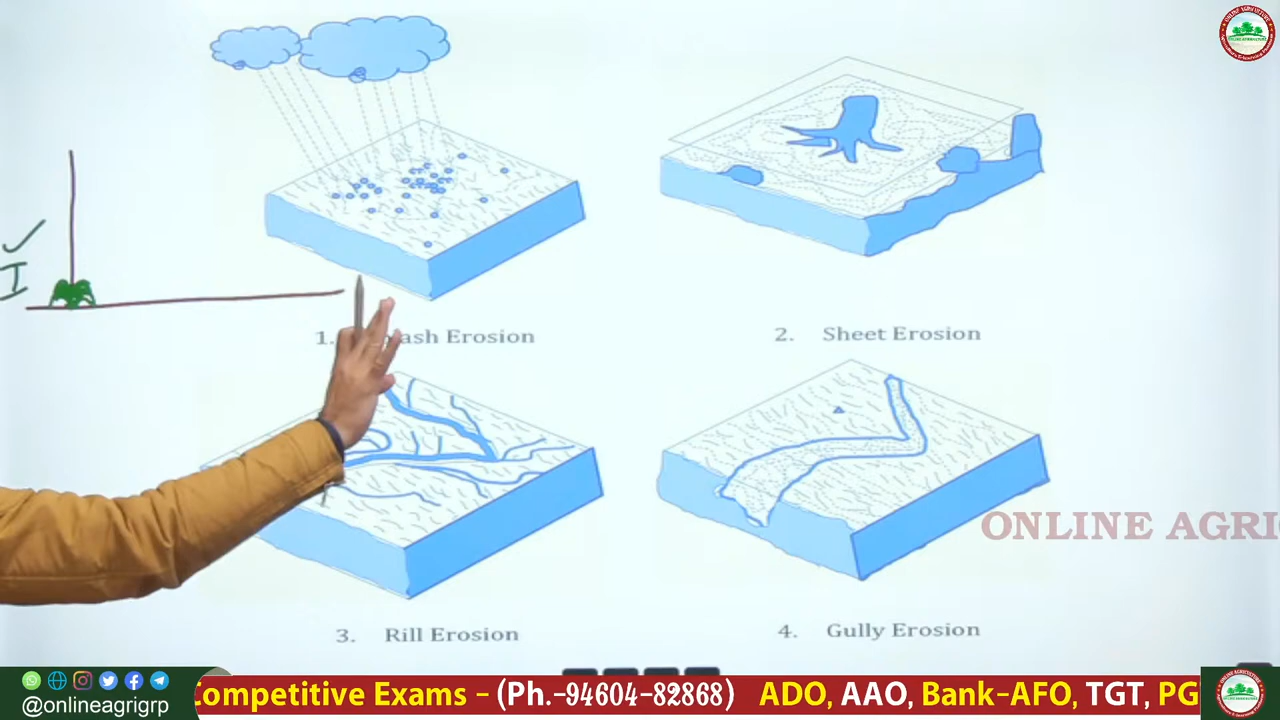 1. ash Erosion
2. Sheet Erosion
3. Rill Erosion
4. Gully Erosion
ONLINE AGRI
@onlineagrigrp
Competitive Exams - (Ph -94604-82868) ADO, AAO, Bank-AFO, TGT, PG